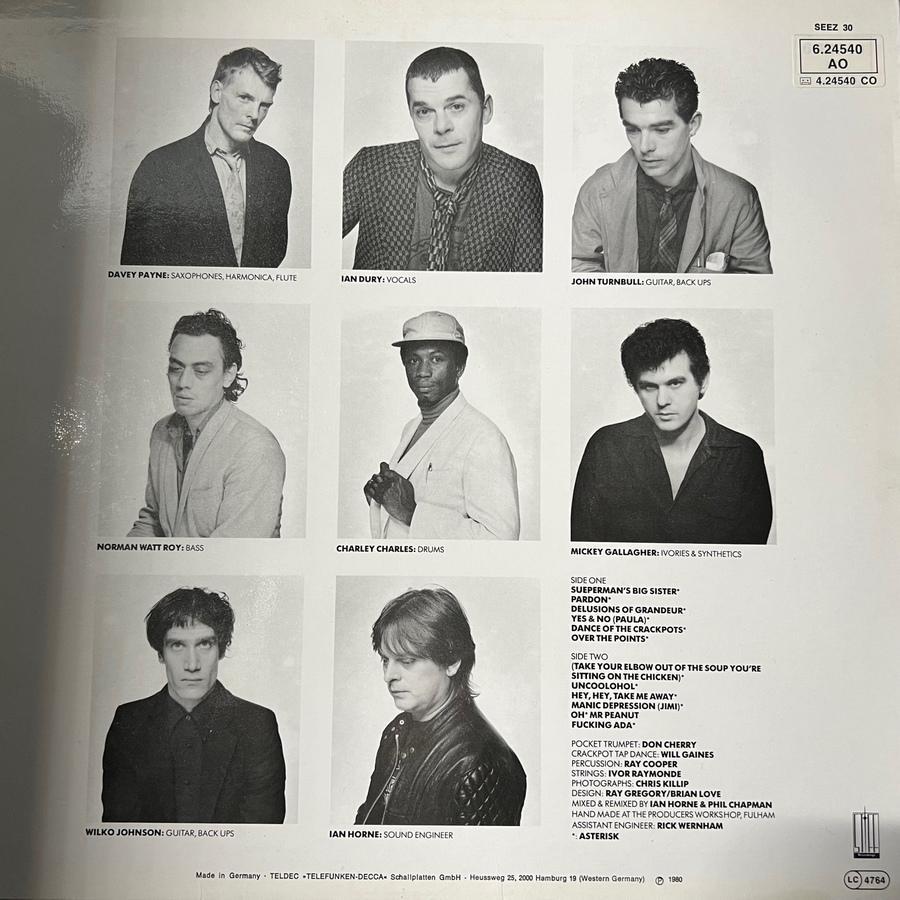 SEEZ 30
6.24540
AO
4.24540 CO
DAVEY PAYNE: SAXOPHONES, HARMONICA, FLUTE
IAN DURY: VOCALS
JOHN TURNBULL: GUITAR, BACK UPS
NORMAN WATT ROY: BASS
CHARLEY CHARLES: DRUMS
MICKEY GALLAGHER: IVORIES & SYNTHETICS
WILKO JOHNSON: GUITAR, BACK UPS
IAN HORNE: SOUND ENGINEER
SIDE ONE
SUEPERMAN'S BIG SISTER*
PARDON*
DELUSIONS OF GRANDEUR*
YES & NO (PAULA)*
DANCE OF THE CRACKPOTS*
OVER THE POINTS*
SIDE TWO
(TAKE YOUR ELBOW OUT OF THE SOUP YOU'RE
SITTING ON THE CHICKEN)*
UNCOOLOHOL*
HEY, HEY, TAKE ME AWAY*
MANIC DEPRESSION (JIMI)*
OH* MR PEANUT
FUCKING ADA*
POCKET TRUMPET: DON CHERRY
CRACKPOT TAP DANCE: WILL GAINES
PERCUSSION: RAY COOPER
STRINGS: IVOR RAYMONDE
PHOTOGRAPHS: CHRIS KILLIP
DESIGN: RAY GREGORY/BRIAN LOVE
MIXED & REMIXED BY IAN HORNE & PHIL CHAPMAN
HAND MADE AT THE PRODUCERS WORKSHOP, FULHAM
ASSISTANT ENGINEER: RICK WERNHAM
*: ASTERISK
STIFF
LC 4764
Made in Germany · TELDEC »TELEFUNKEN-DECCA« Schallplatten GmbH · Heussweg 25, 2000 Hamburg 19 (Western Germany) Ⓟ 1980